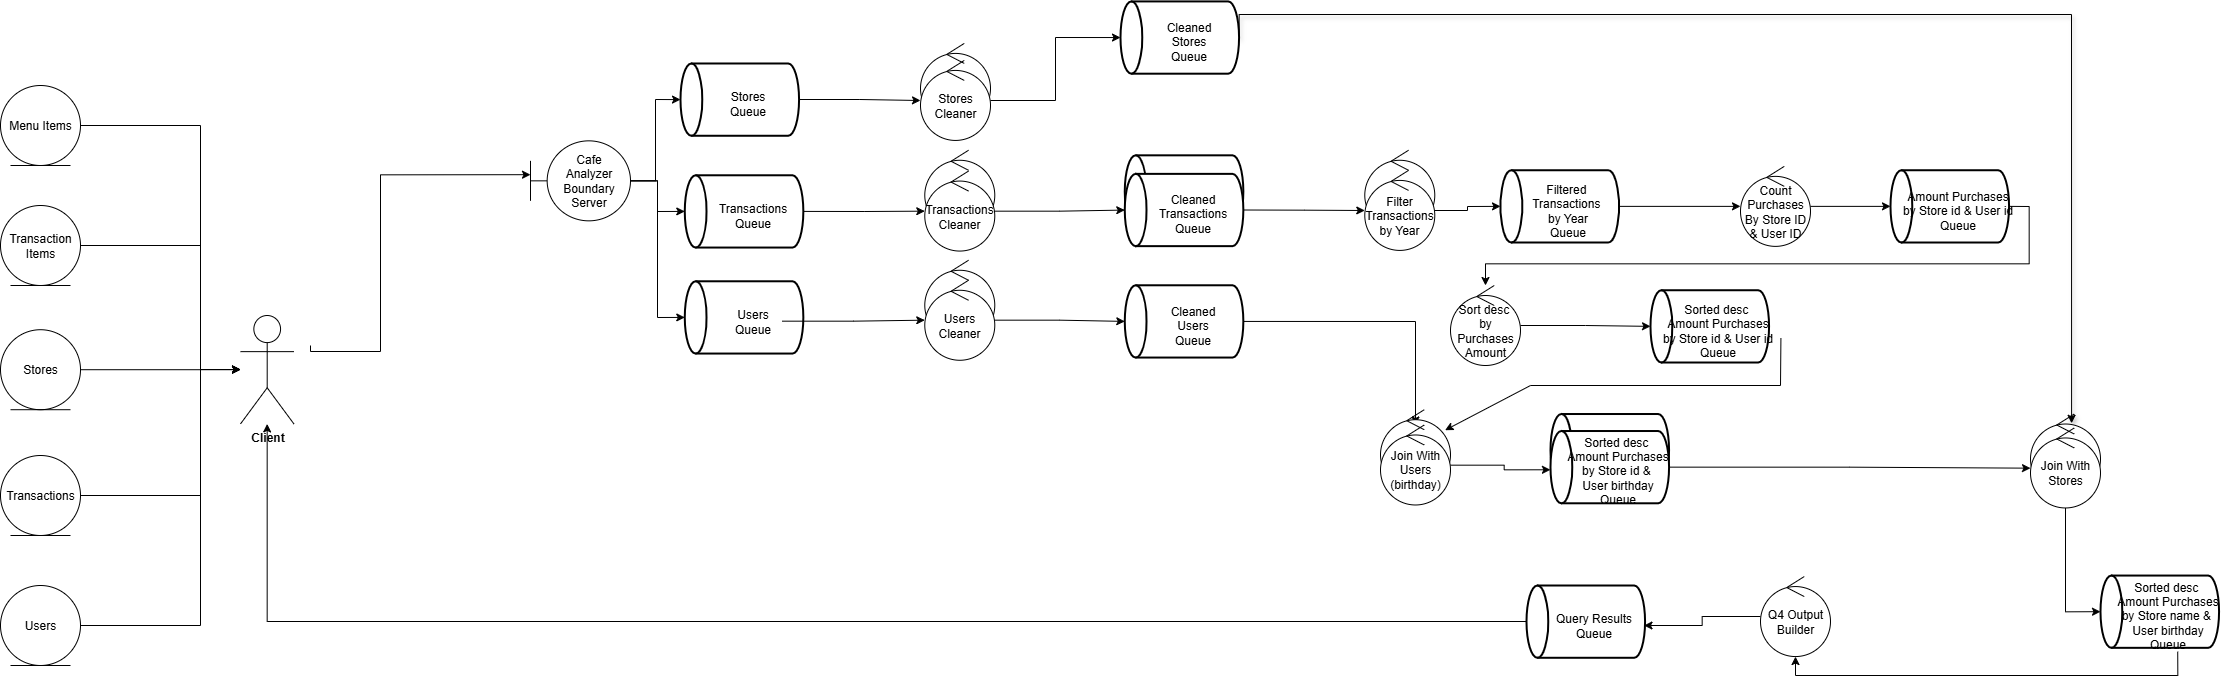 Menu Items
Transaction
Items
Stores
Transactions
Users
Client
Cafe
Analyzer
Boundary
Server
Stores
Queue
Stores
Cleaner
Cleaned
Stores
Queue
Transactions
Queue
Transactions
Cleaner
Cleaned
Transactions
Queue
Filter
Transactions
by Year
Filtered
Transactions
by Year
Queue
Count
Purchases
By Store ID
& User ID
Amount Purchases
by Store id & User id
Queue
Users
Queue
Users
Cleaner
Cleaned
Users
Queue
Sort desc
by
Purchases
Amount
Sorted desc
Amount Purchases
by Store id & User id
Queue
Join With
Users
(birthday)
Sorted desc
Amount Purchases
by Store id &
User birthday
Queue
Join With
Stores
Sorted desc
Amount Purchases
by Store name &
User birthday
Queue
Q4 Output
Builder
Query Results
Queue